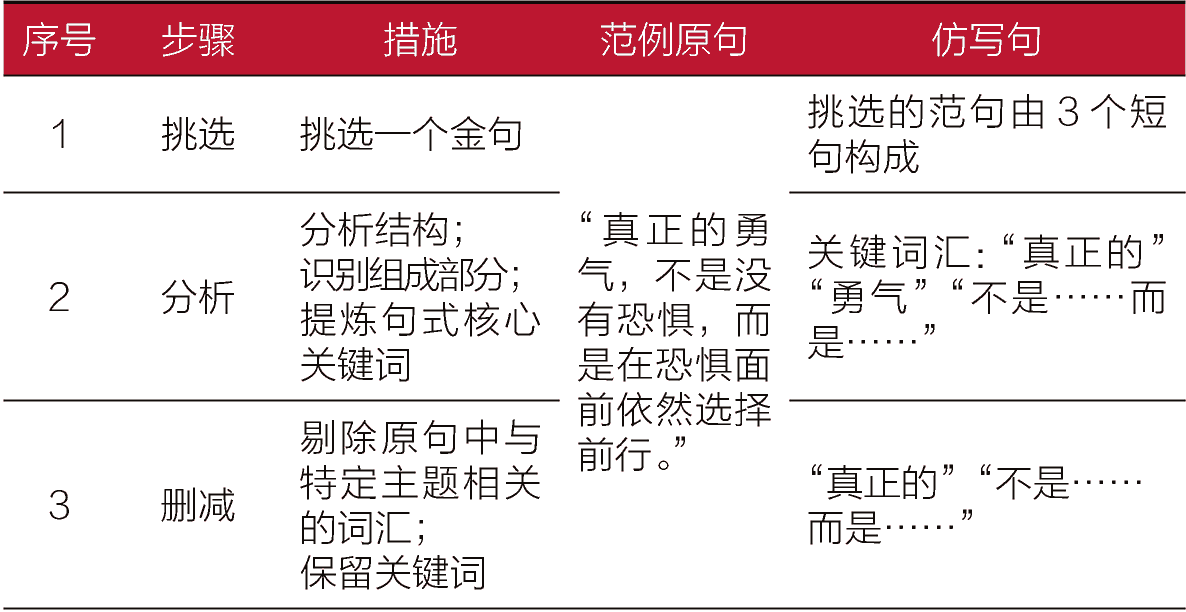 序号 步骤 措施 范例原句 仿写句
1 挑选 挑选一个金句
挑选的范句由 3 个短
句构成
2 分析
分析结构；
识别组成部分；
提炼句式核心
关键词
“真正的勇
气，不是没
有恐惧，而
是在恐惧面
前依然选择
前行。”
关键词汇：“真正的”
“勇气”“不是……而
是……”
3 删减
剔除原句中与
特定主题相关
的词汇；
保留关键词
“真正的”“不是……
而是……”